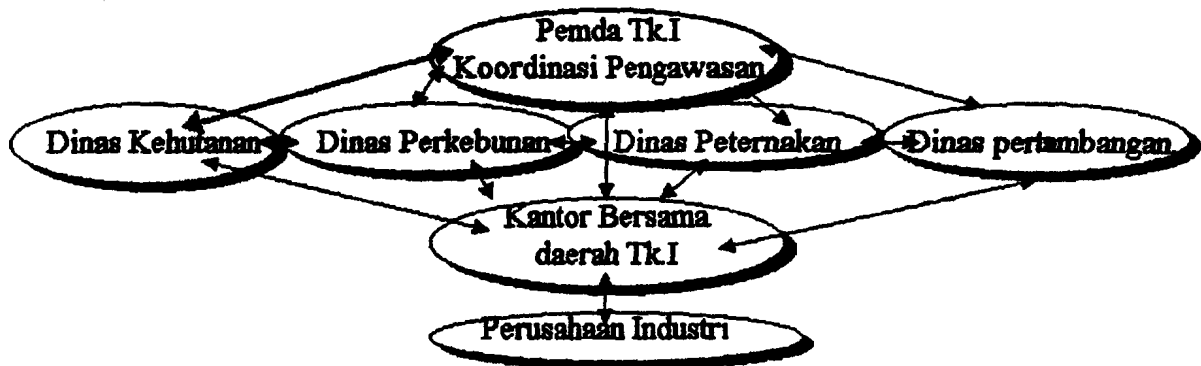 Pemda Tk.I
Koordinasi Pengawasan
Dinas Kehutanan
Dinas Perkebunan
Dinas Peternakan
Dinas pertambangan
Kantor Bersama
daerah Tk.I
Perusahaan Industri